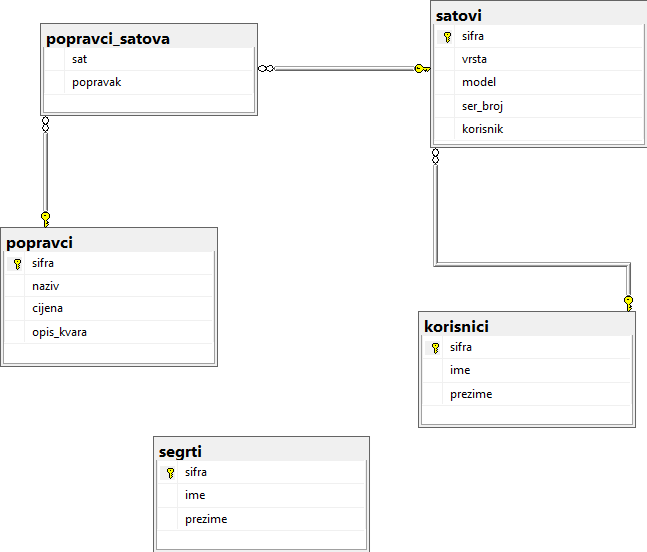 popravci_satova
sat
popravak
satovi
sifra
vrsta
model
ser_broj
korisnik
popravci
sifra
naziv
cijena
opis_kvara
korisnici
sifra
ime
prezime
segrti
sifra
ime
prezime